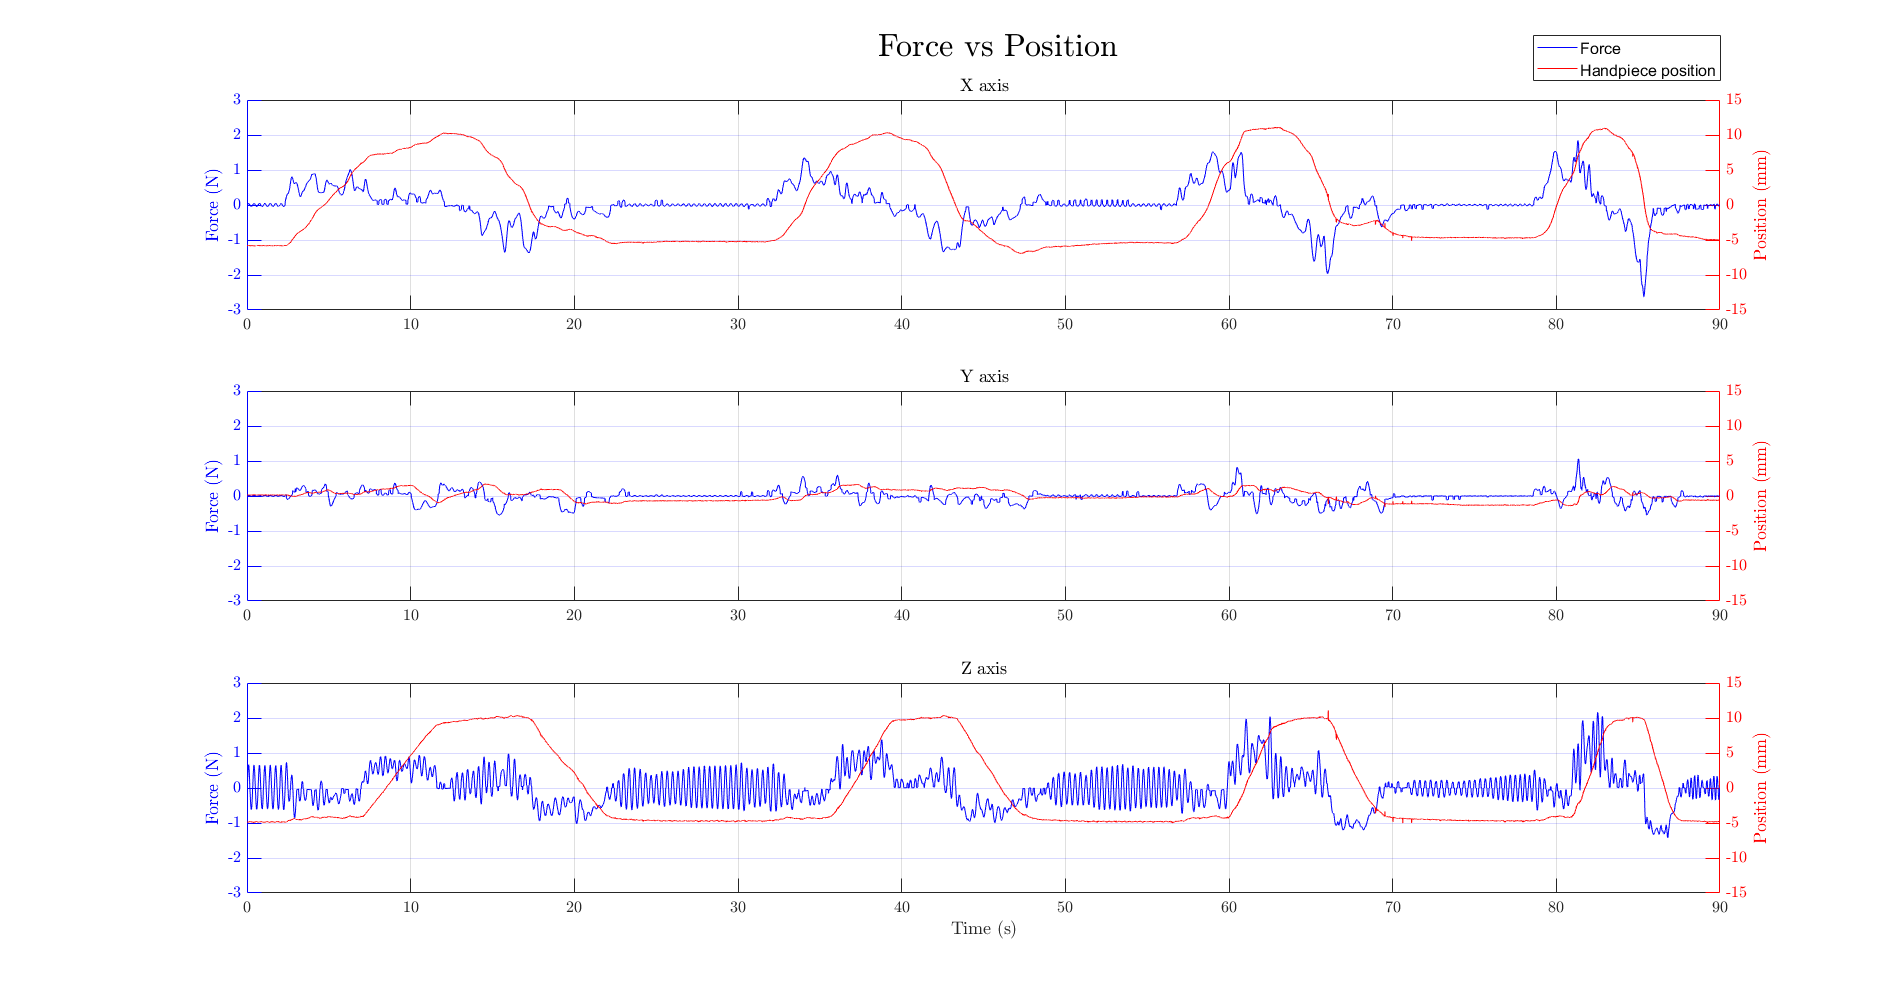 Force vs Position
Force
Handpiece position
X axis
3
2
1
0
-1
-2
-3
Force (N)
15
10
5
0
-5
-10
-15
Position (mm)
0 10 20 30 40 50 60 70 80 90
Y axis
3
2
1
0
-1
-2
-3
Force (N)
15
10
5
0
-5
-10
-15
Position (mm)
0 10 20 30 40 50 60 70 80 90
Z axis
3
2
1
0
-1
-2
-3
Force (N)
15
10
5
0
-5
-10
-15
Position (mm)
0 10 20 30 40 50 60 70 80 90
Time (s)